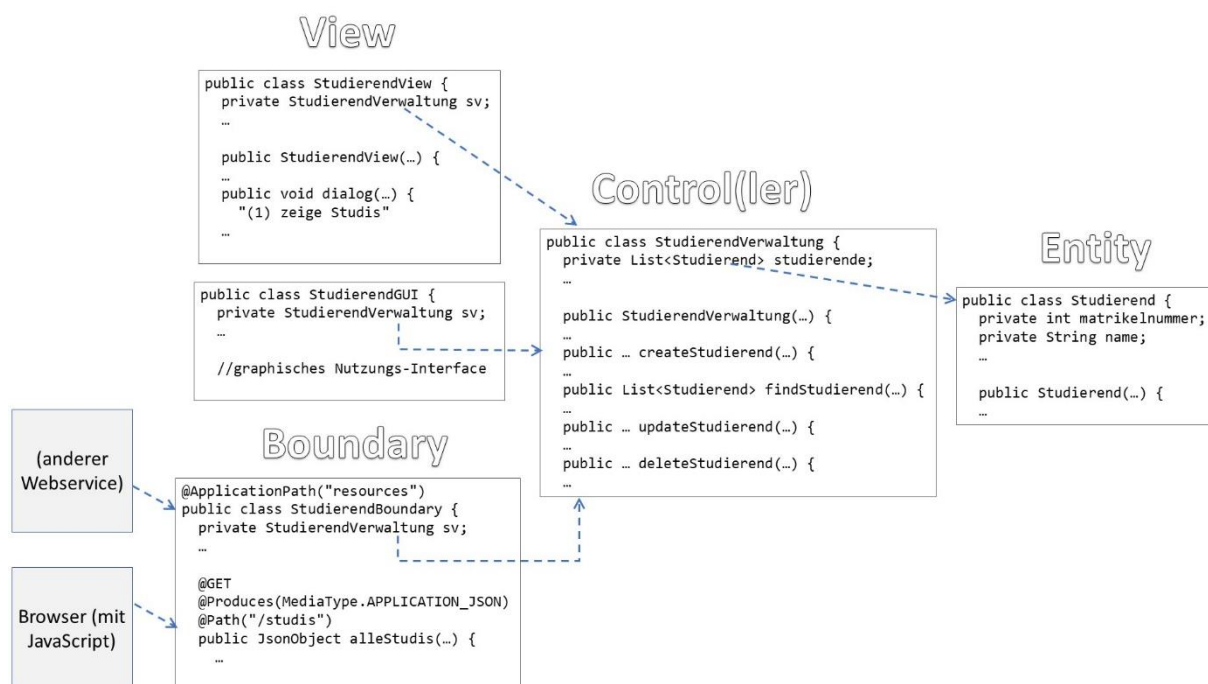 View
public class StudierendView {
private StudierendVerwaltung sv;
…
public StudierendView(…) {
…
public void dialog(…) {
"(1) zeige Studis"
…
public class StudierendGUI {
private StudierendVerwaltung sv;
…
//graphisches Nutzungs-Interface
Control(ler)
public class StudierendVerwaltung {
private List<Studierend> studierende;
…
public StudierendVerwaltung(…) {
…
public … createStudierend(…) {
…
public List<Studierend> findStudierend(…) {
…
public … updateStudierend(…) {
…
public … deleteStudierend(…) {
…
Entity
public class Studierend {
private int matrikelnummer;
private String name;
…
public Studierend(…) {
…
(anderer
Webservice)
Browser (mit
JavaScript)
Boundary
@ApplicationPath("resources")
public class StudierendBoundary {
private StudierendVerwaltung sv;
…
@GET
@Produces(MediaType.APPLICATION_JSON)
@Path("/studis")
public JsonObject alleStudis(…) {
…